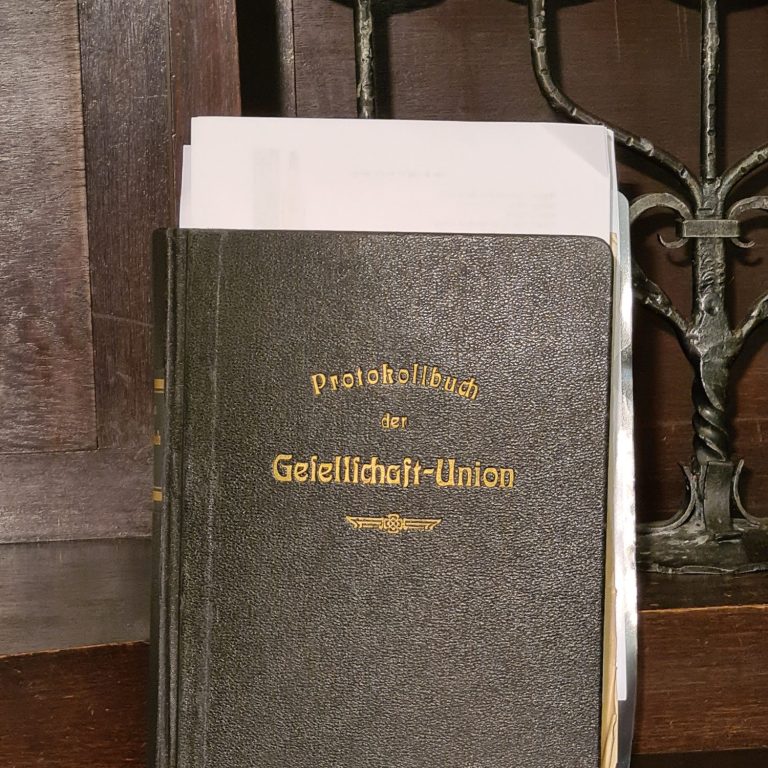 Protokollbuch
der
Geſellſchaft-Union